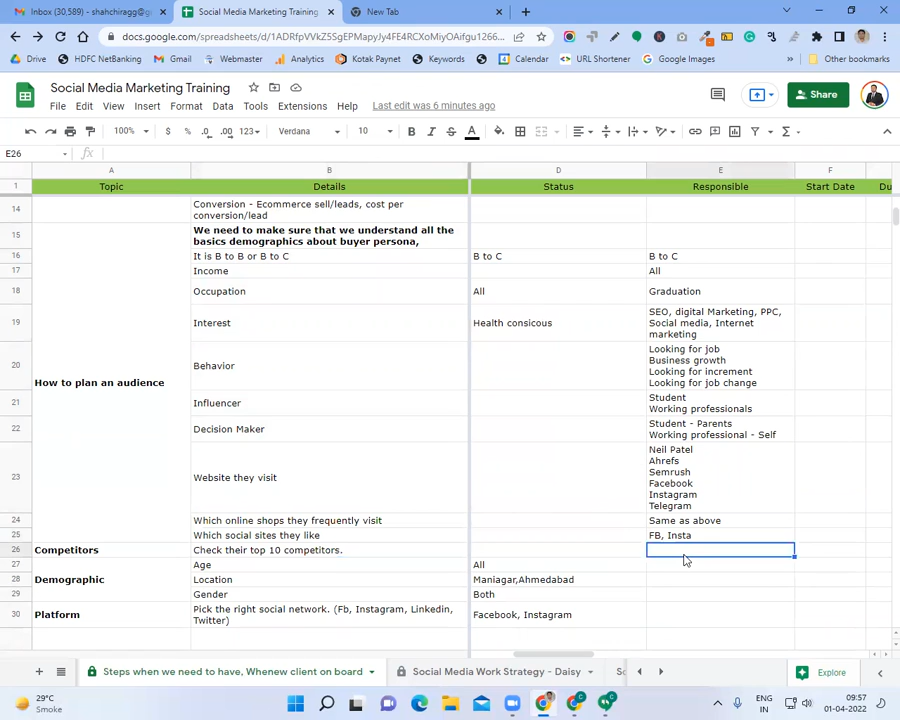 Inbox (30,589) - shahchiragg@g
Social Media Marketing Training
New Tab
docs.google.com/spreadsheets/d/1ADRfpVVkZ5SgEPMapyJy4FE4RCXoMiyOAifgu1266...
Drive
HDFC NetBanking
Gmail
Webmaster
Analytics
Kotak Paynet
Keywords
Calendar
URL Shortener
Google Images
»
Other bookmarks
Social Media Marketing Training
File Edit View Insert Format Data Tools Extensions Help Last edit was 6 minutes ago
Share
100% $ % .0 .00 123 Verdana 10 B I S A
E26 fx
A B D E F
1 Topic Details Status Responsible Start Date Du
14 Conversion - Ecommerce sell/leads, cost per
conversion/lead
15 We need to make sure that we understand all the
basics demographics about buyer persona,
16 It is B to B or B to C B to C B to C
17 Income All
18 Occupation All Graduation
19 Interest Health consicous SEO, digital Marketing, PPC,
Social media, Internet
marketing
20 Behavior Looking for job
Business growth
Looking for increment
Looking for job change
How to plan an audience
21 Influencer Student
Working professionals
22 Decision Maker Student - Parents
Working professional - Self
23 Website they visit Neil Patel
Ahrefs
Semrush
Facebook
Instagram
Telegram
24 Which online shops they frequently visit Same as above
25 Which social sites they like FB, Insta
26 Competitors Check their top 10 competitors.
27 Age All
28 Demographic Location Maniagar,Ahmedabad
29 Gender Both
30 Platform Pick the right social network. (Fb, Instagram, Linkedin,
Twitter) Facebook, Instagram
Steps when we need to have, Whenew client on board
Social Media Work Strategy - Daisy
Explore
29°C
Smoke
ENG
IN
09:57
01-04-2022